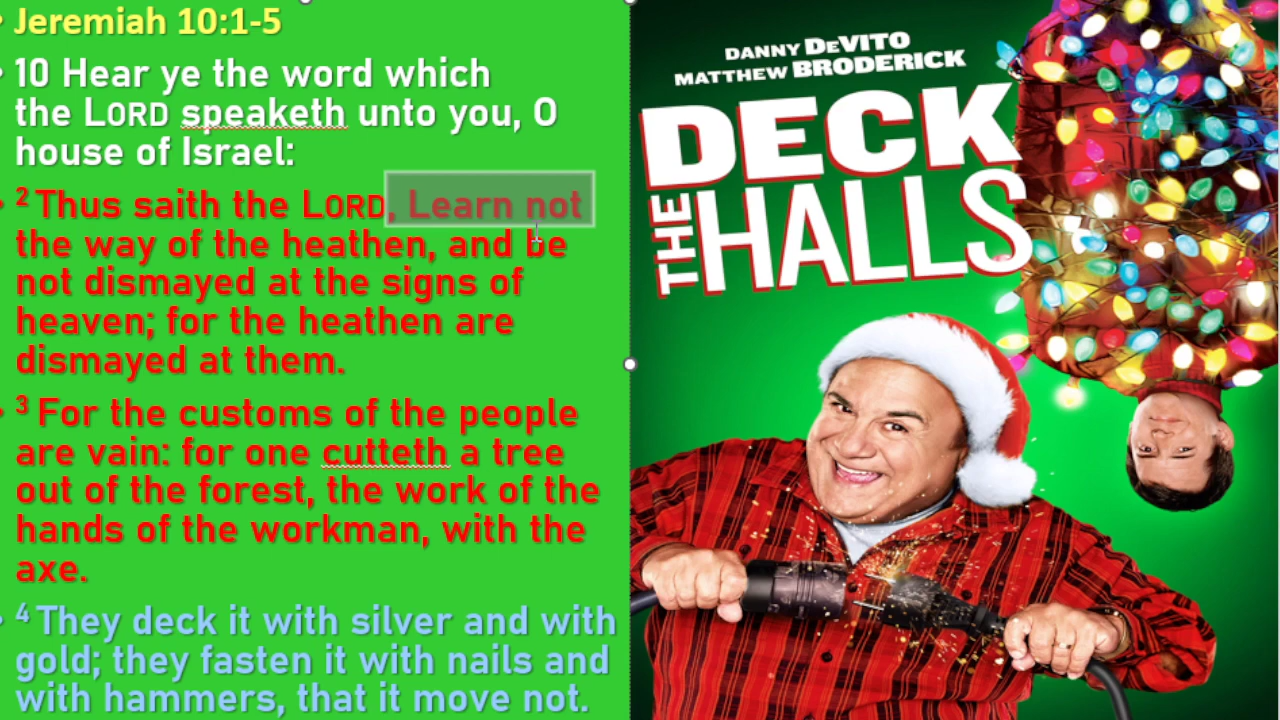 • Jeremiah 10:1-5
• 10 Hear ye the word which
the LORD speaketh unto you, O
house of Israel:
• 2 Thus saith the LORD, Learn not
the way of the heathen, and be
not dismayed at the signs of
heaven; for the heathen are
dismayed at them.
• 3 For the customs of the people
are vain: for one cutteth a tree
out of the forest, the work of the
hands of the workman, with the
axe.
• 4 They deck it with silver and with
gold; they fasten it with nails and
with hammers, that it move not.
DANNY DEVITO
MATTHEW BRODERICK
DECK
THE HALLS